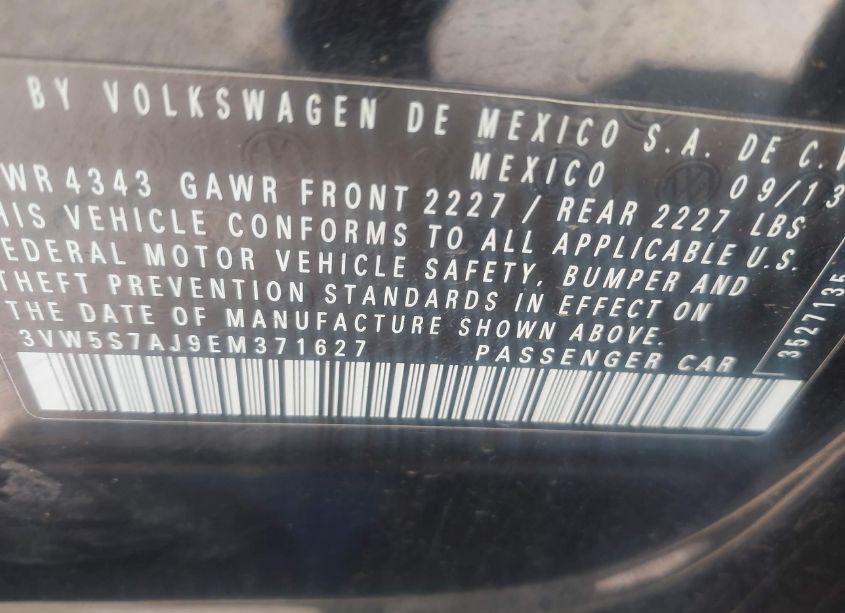 BY VOLKSWAGEN DE MEXICO S.A. DE C.V
MEXICO 09/13
WR 4343 GAWR FRONT 2227 / REAR 2227 LBS
HIS VEHICLE CONFORMS TO ALL APPLICABLE U.S.
FEDERAL MOTOR VEHICLE SAFETY, BUMPER AND
THEFT PREVENTION STANDARDS IN EFFECT ON
THE DATE OF MANUFACTURE SHOWN ABOVE.
3VW5S7AJ9EM371627 PASSENGER CAR
3527135